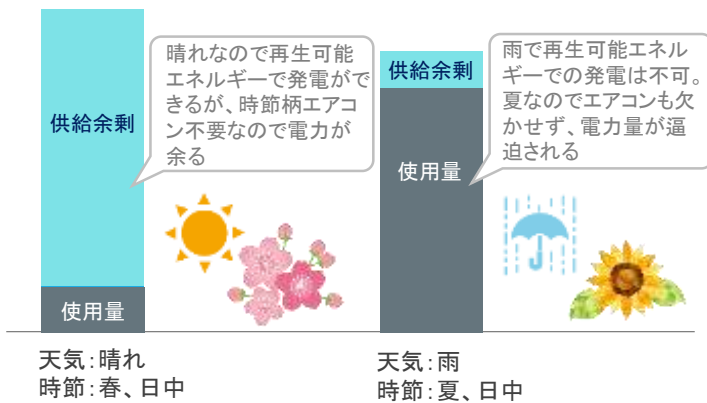 供給余剰
使用量
晴れなので再生可能
エネルギーで発電がで
きるが、時節柄エアコ
ン不要なので電力が
余る
天気：晴れ
時節：春、日中
供給余剰
使用量
雨で再生可能エネル
ギーでの発電は不可。
夏なのでエアコンも欠
かせず、電力量が逼
迫される
天気：雨
時節：夏、日中